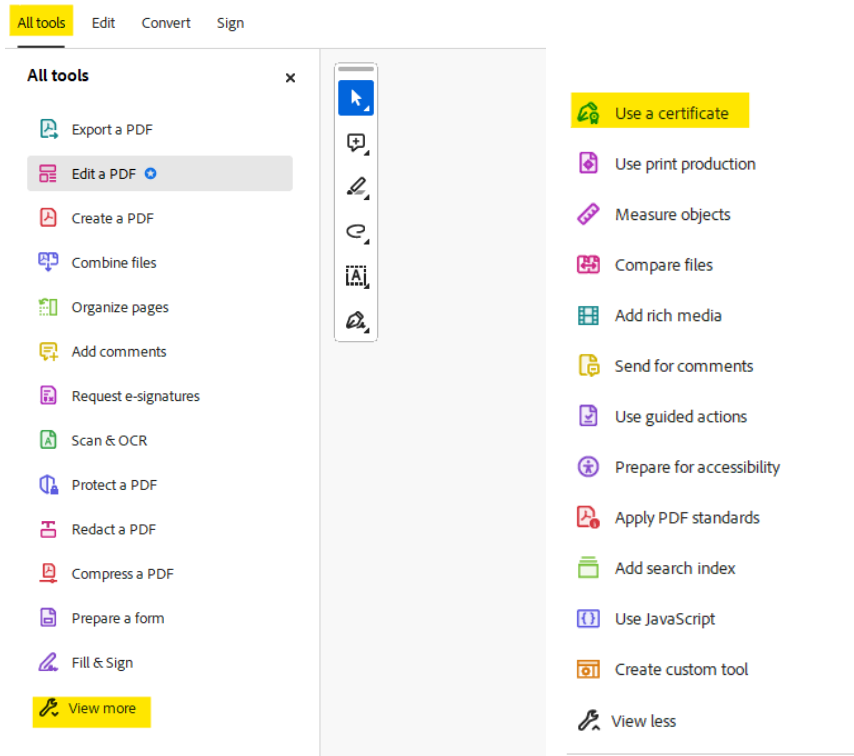 All tools
Edit
Convert
Sign
All tools
Export a PDF
Edit a PDF
Create a PDF
Combine files
Organize pages
Add comments
Request e-signatures
Scan & OCR
Protect a PDF
Redact a PDF
Compress a PDF
Prepare a form
Fill & Sign
View more
Use a certificate
Use print production
Measure objects
Compare files
Add rich media
Send for comments
Use guided actions
Prepare for accessibility
Apply PDF standards
Add search index
Use JavaScript
Create custom tool
View less